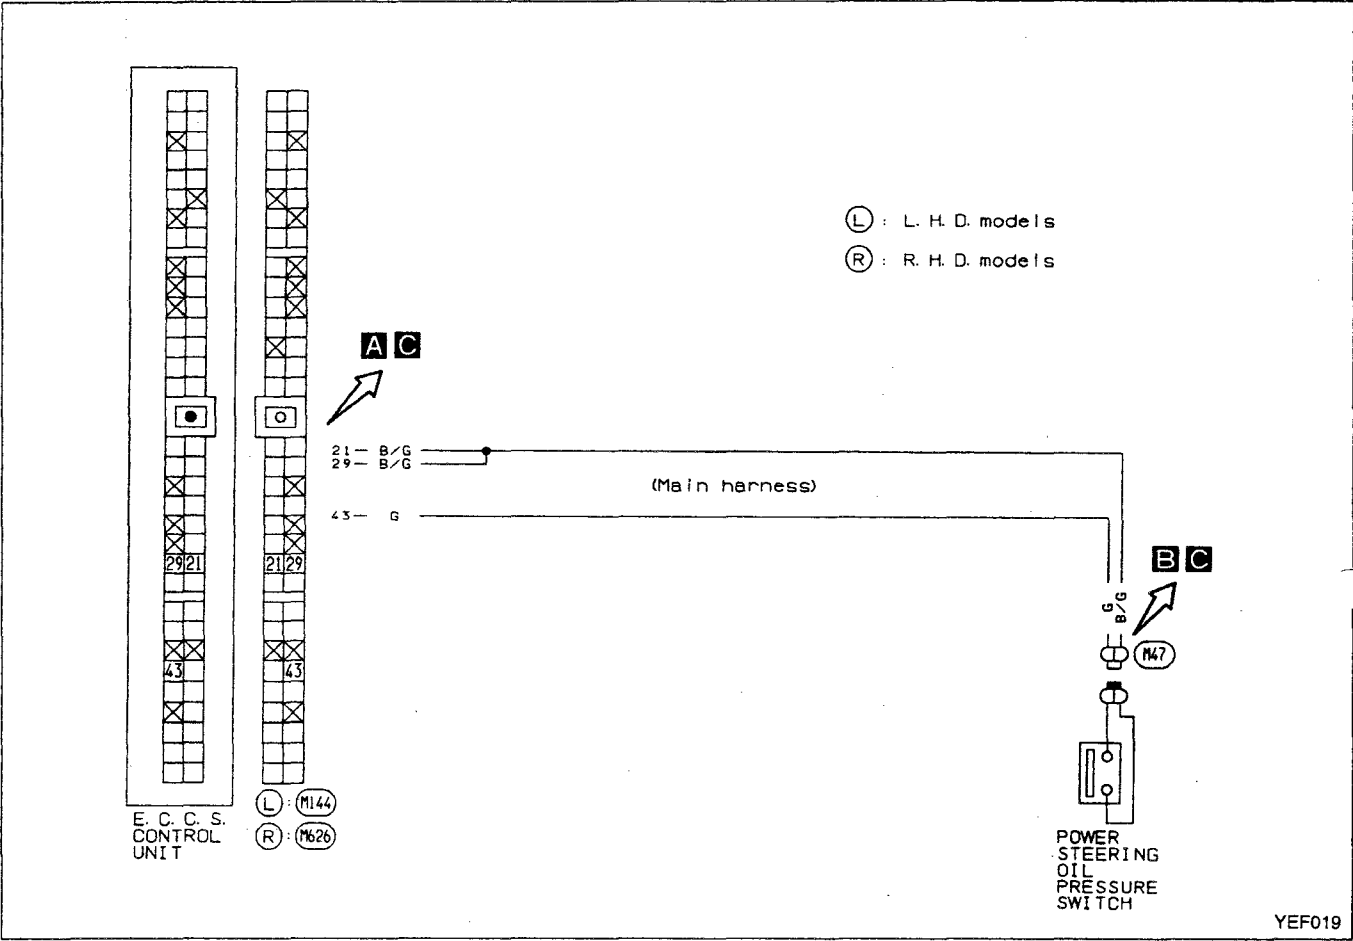 L : L. H. D. models
R : R. H. D. models
A C
21 — B/G
29 — B/G
(Main harness)
43 — G
29 21
21 29
B C
G
B/G
43
43
M47
L : M144
R : M626
E. C. C. S.
CONTROL
UNIT
POWER
STEERING
OIL
PRESSURE
SWITCH
YEF019